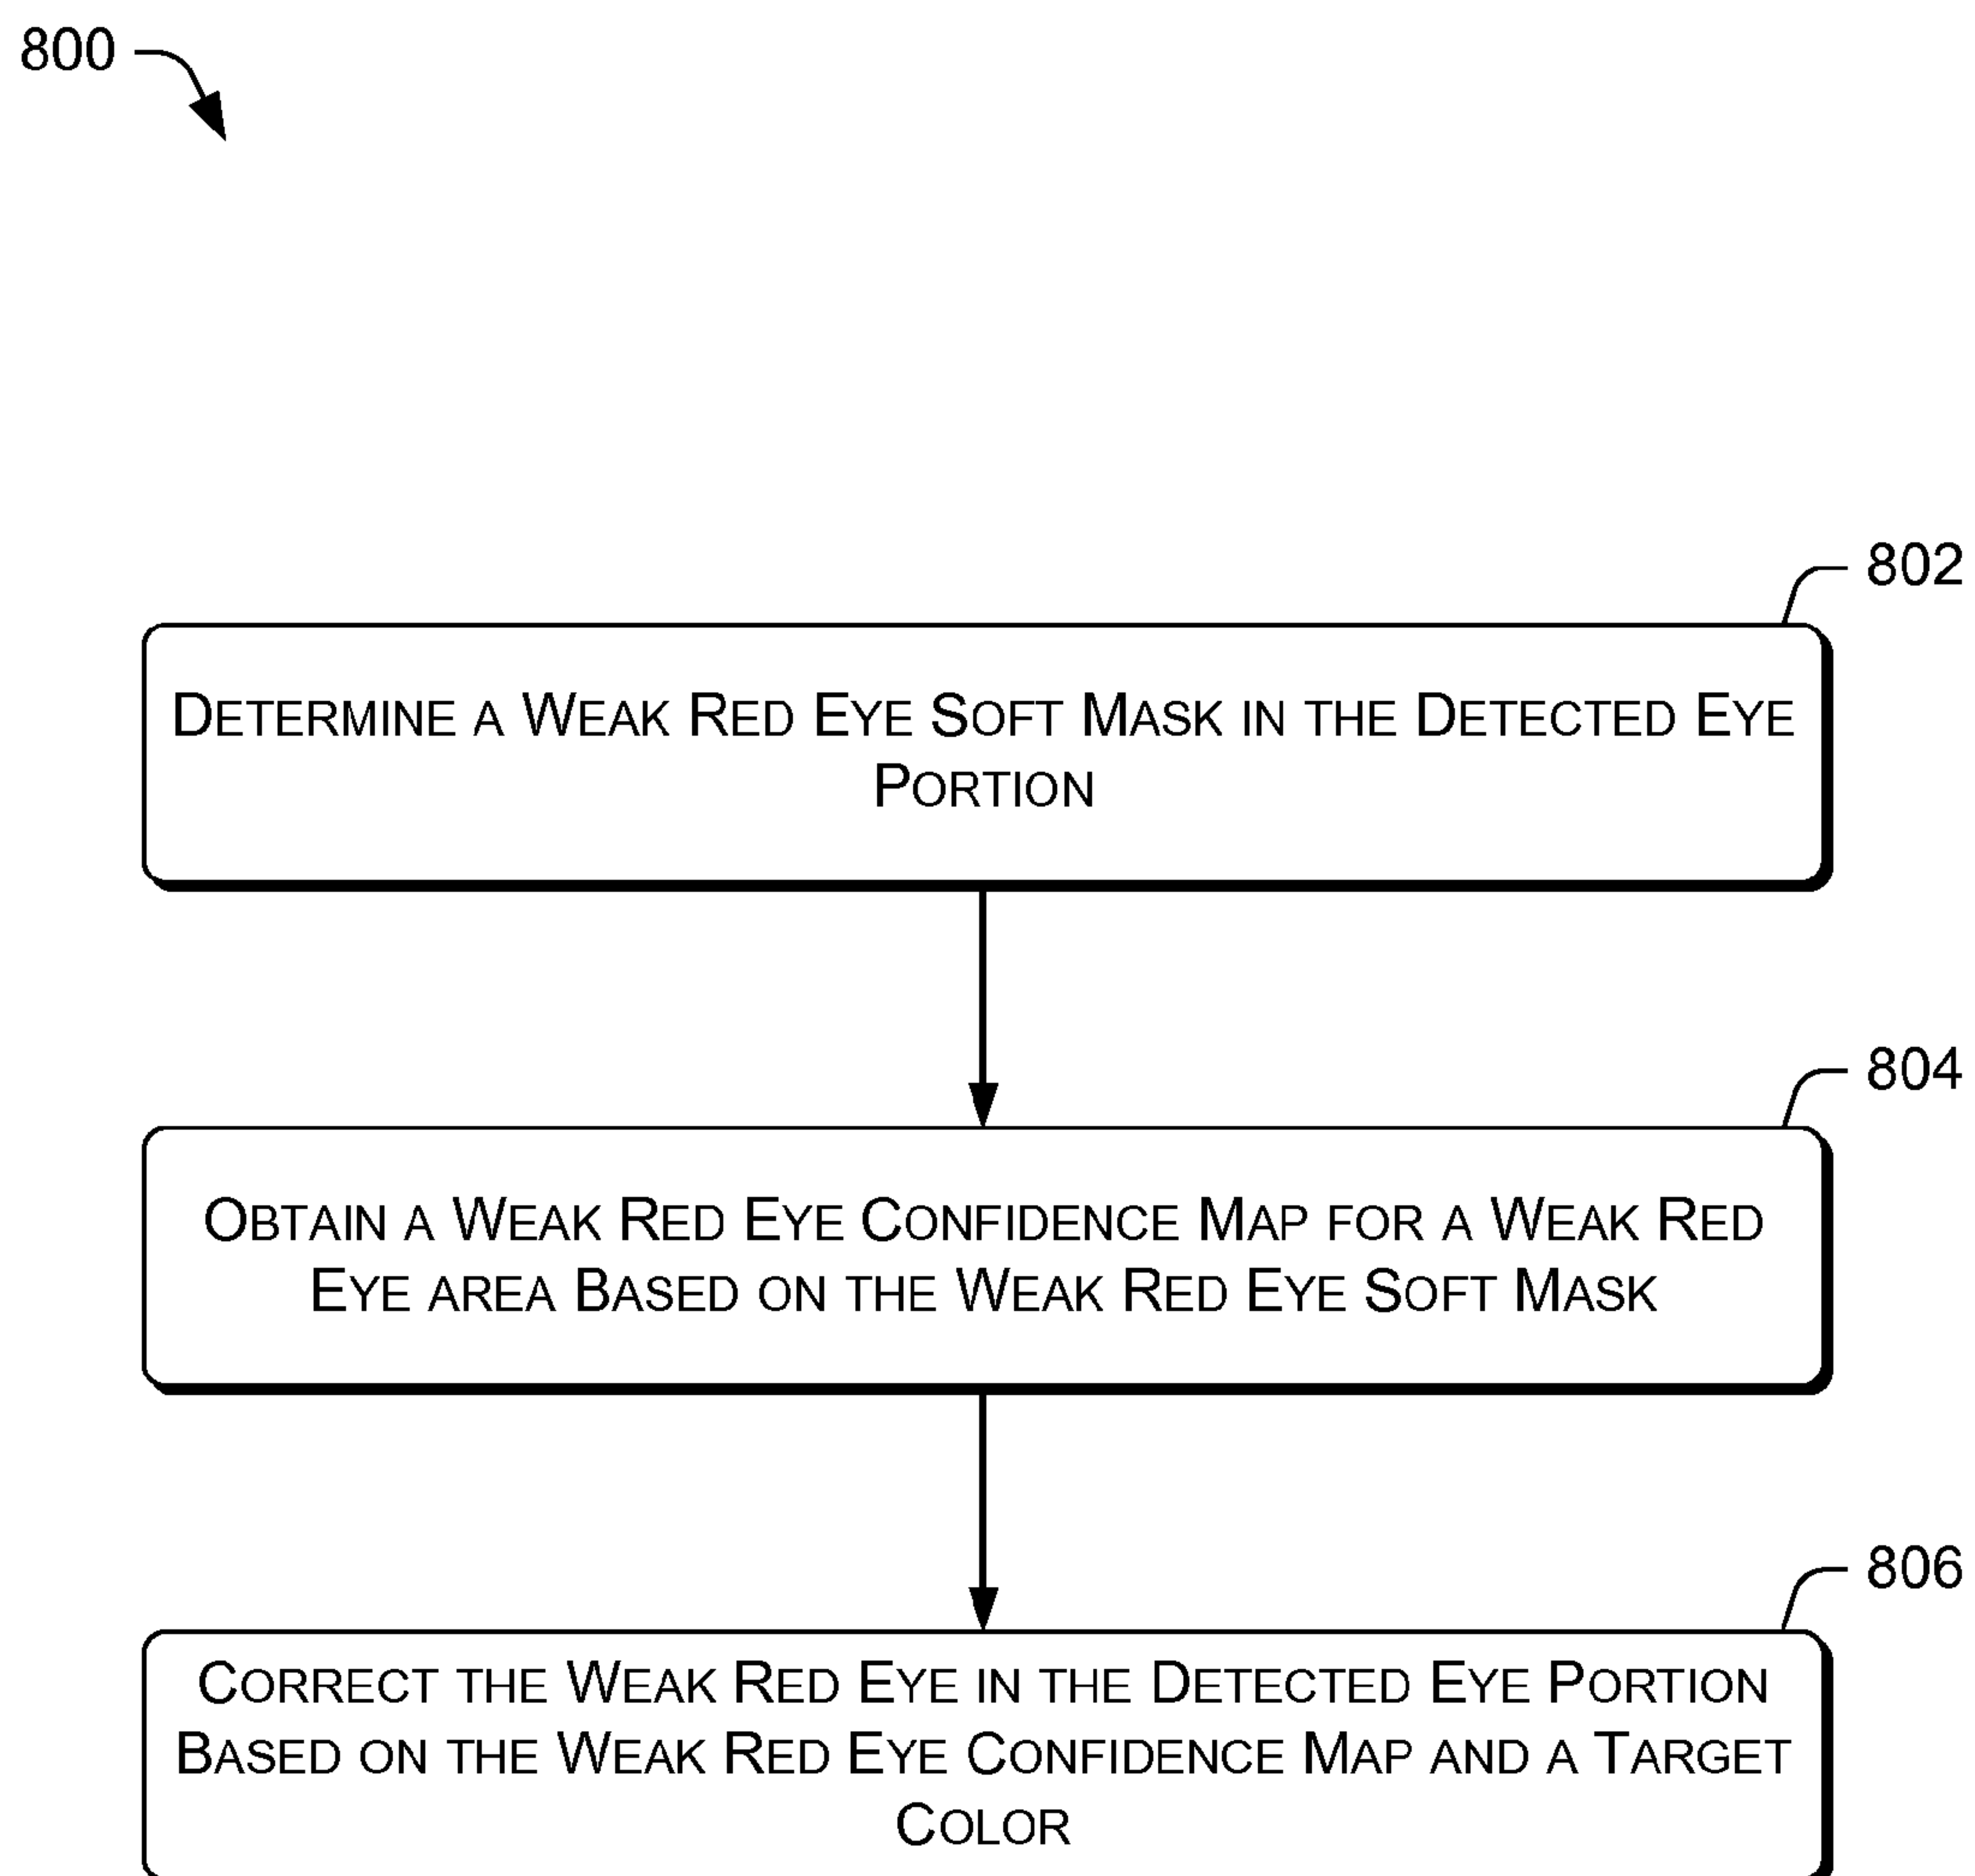 800
802
Determine a Weak Red Eye Soft Mask in the Detected Eye
Portion
804
Obtain a Weak Red Eye Confidence Map for a Weak Red
Eye area Based on the Weak Red Eye Soft Mask
806
Correct the Weak Red Eye in the Detected Eye Portion
Based on the Weak Red Eye Confidence Map and a Target
Color